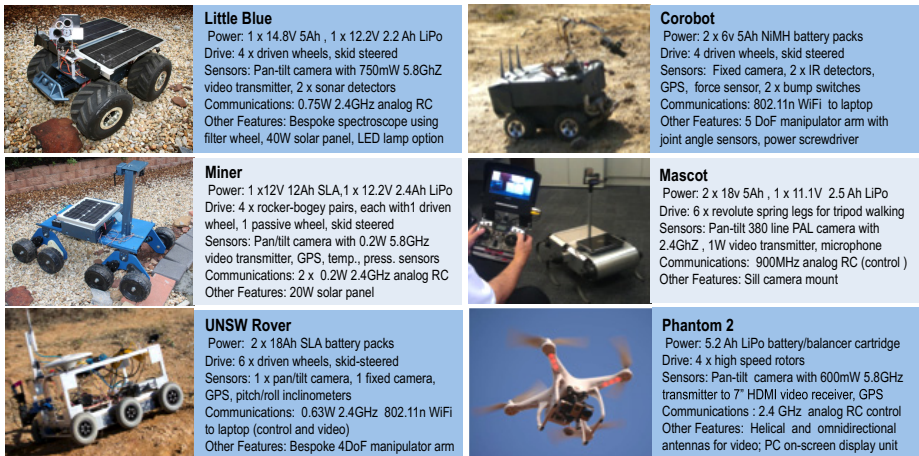 Little Blue
Power: 1 x 14.8V 5Ah , 1 x 12.2V 2.2 Ah LiPo
Drive: 4 x driven wheels, skid steered
Sensors: Pan-tilt camera with 750mW 5.8GhZ
video transmitter, 2 x sonar detectors
Communications: 0.75W 2.4GHz analog RC
Other Features: Bespoke spectroscope using
filter wheel, 40W solar panel, LED lamp option
Corobot
Power: 2 x 6v 5Ah NiMH battery packs
Drive: 4 driven wheels, skid steered
Sensors: Fixed camera, 2 x IR detectors,
GPS, force sensor, 2 x bump switches
Communications: 802.11n WiFi to laptop
Other Features: 5 DoF manipulator arm with
joint angle sensors, power screwdriver
Miner
Power: 1 x12V 12Ah SLA,1 x 12.2V 2.4Ah LiPo
Drive: 4 x rocker-bogey pairs, each with1 driven
wheel, 1 passive wheel, skid steered
Sensors: Pan/tilt camera with 0.2W 5.8GHz
video transmitter, GPS, temp., press. sensors
Communications: 2 x 0.2W 2.4GHz analog RC
Other Features: 20W solar panel
Mascot
Power: 2 x 18v 5Ah , 1 x 11.1V 2.5 Ah LiPo
Drive: 6 x revolute spring legs for tripod walking
Sensors: Pan-tilt 380 line PAL camera with
2.4GhZ , 1W video transmitter, microphone
Communications: 900MHz analog RC (control )
Other Features: Sill camera mount
UNSW Rover
Power: 2 x 18Ah SLA battery packs
Drive: 6 x driven wheels, skid-steered
Sensors: 1 x pan/tilt camera, 1 fixed camera,
GPS, pitch/roll inclinometers
Communications: 0.63W 2.4GHz 802.11n WiFi
to laptop (control and video)
Other Features: Bespoke 4DoF manipulator arm
Phantom 2
Power: 5.2 Ah LiPo battery/balancer cartridge
Drive: 4 x high speed rotors
Sensors: Pan-tilt camera with 600mW 5.8GHz
transmitter to 7” HDMI video receiver, GPS
Communications : 2.4 GHz analog RC control
Other Features: Helical and omnidirectional
antennas for video; PC on-screen display unit